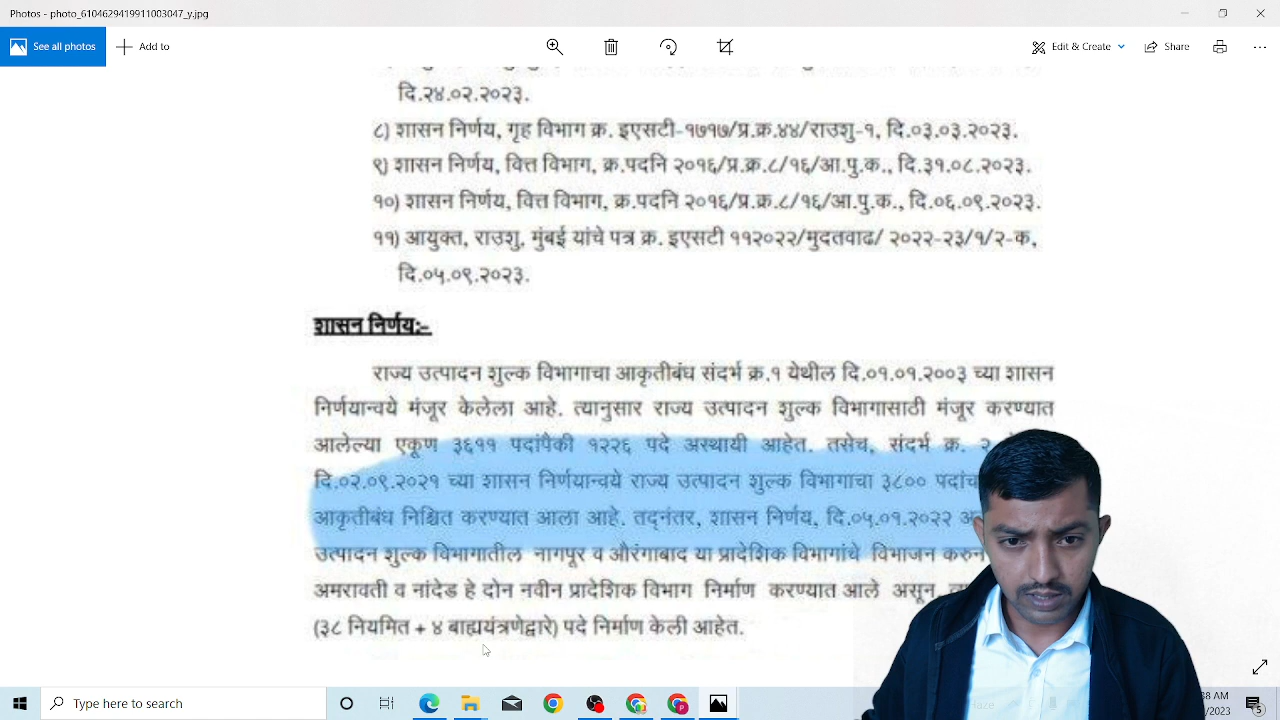 Photos - photo_610462941991003047_y.jpg
See all photos
Add to
Edit & Create
Share
दि.२४.०२.२०२३.
८) शासन निर्णय, गृह विभाग क्र. इएसटी-१७१७/प्र.क्र.४४/राउशु-१, दि.०३.०३.२०२३.
९) शासन निर्णय, वित्त विभाग, क्र.पदनि २०१६/प्र.क्र.८/१६/आ.पु.क., दि.३१.०८.२०२३.
१०) शासन निर्णय, वित्त विभाग, क्र.पदनि २०१६/प्र.क्र.८/१६/आ.पु.क., दि.०६.०९.२०२३.
११) आयुक्त, राउशु, मुंबई यांचे पत्र क्र. इएसटी ११२०२२/मुदतवाढ/ २०२२-२३/१/२-क,
दि.०५.०९.२०२३.
शासन निर्णय:-
राज्य उत्पादन शुल्क विभागाचा आकृतीबंध संदर्भ क्र.१ येथील दि.०१.०१.२००३ च्या शासन
निर्णयान्वये मंजूर केलेला आहे. त्यानुसार राज्य उत्पादन शुल्क विभागासाठी मंजूर करण्यात
आलेल्या एकूण ३६११ पदांपैकी १२२६ पदे अस्थायी आहेत. तसेच, संदर्भ क्र. २
दि.०२.०९.२०२१ च्या शासन निर्णयान्वये राज्य उत्पादन शुल्क विभागाचा ३८००
आकृतीबंध निश्चित करण्यात आला आहे. तद्नंतर, शासन निर्णय, दि.०५.०१.२०२२
उत्पादन शुल्क विभागातील नागपूर व औरंगाबाद या प्रादेशिक विभागांचे विभाजन करुन
अमरावती व नांदेड हे दोन नवीन प्रादेशिक विभाग निर्माण करण्यात आले असून,
(३८ नियमित + ४ बाह्ययंत्रणेद्वारे) पदे निर्माण केली आहेत.
Type here to search